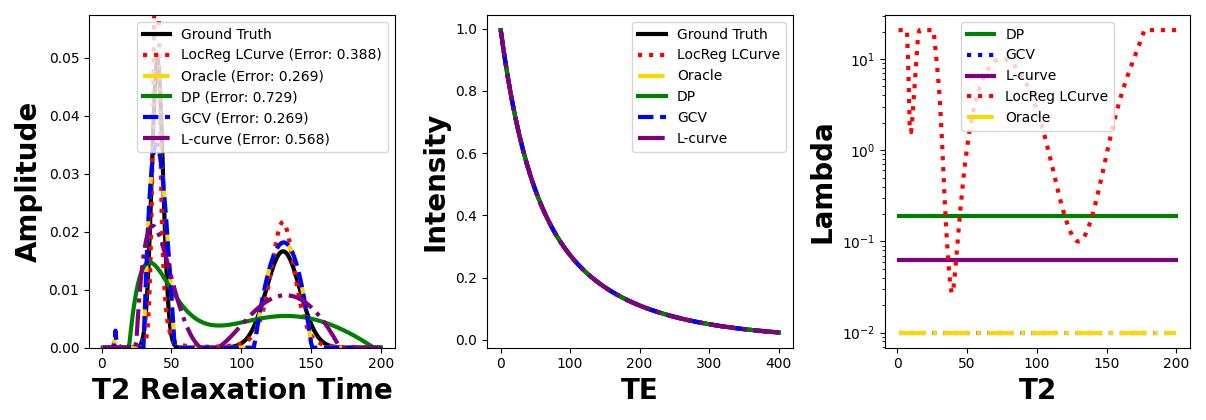 Amplitude
0.05
0.04
0.03
0.02
0.01
0.00
0
50
100
150
200
T2 Relaxation Time
Ground Truth
LocReg LCurve (Error: 0.388)
Oracle (Error: 0.269)
DP (Error: 0.729)
GCV (Error: 0.269)
L-curve (Error: 0.568)
Intensity
1.0
0.8
0.6
0.4
0.2
0.0
0
100
200
300
400
TE
Ground Truth
LocReg LCurve
Oracle
DP
GCV
L-curve
Lambda
10¹
10⁰
10⁻¹
10⁻²
0
50
100
150
200
T2
DP
GCV
L-curve
LocReg LCurve
Oracle